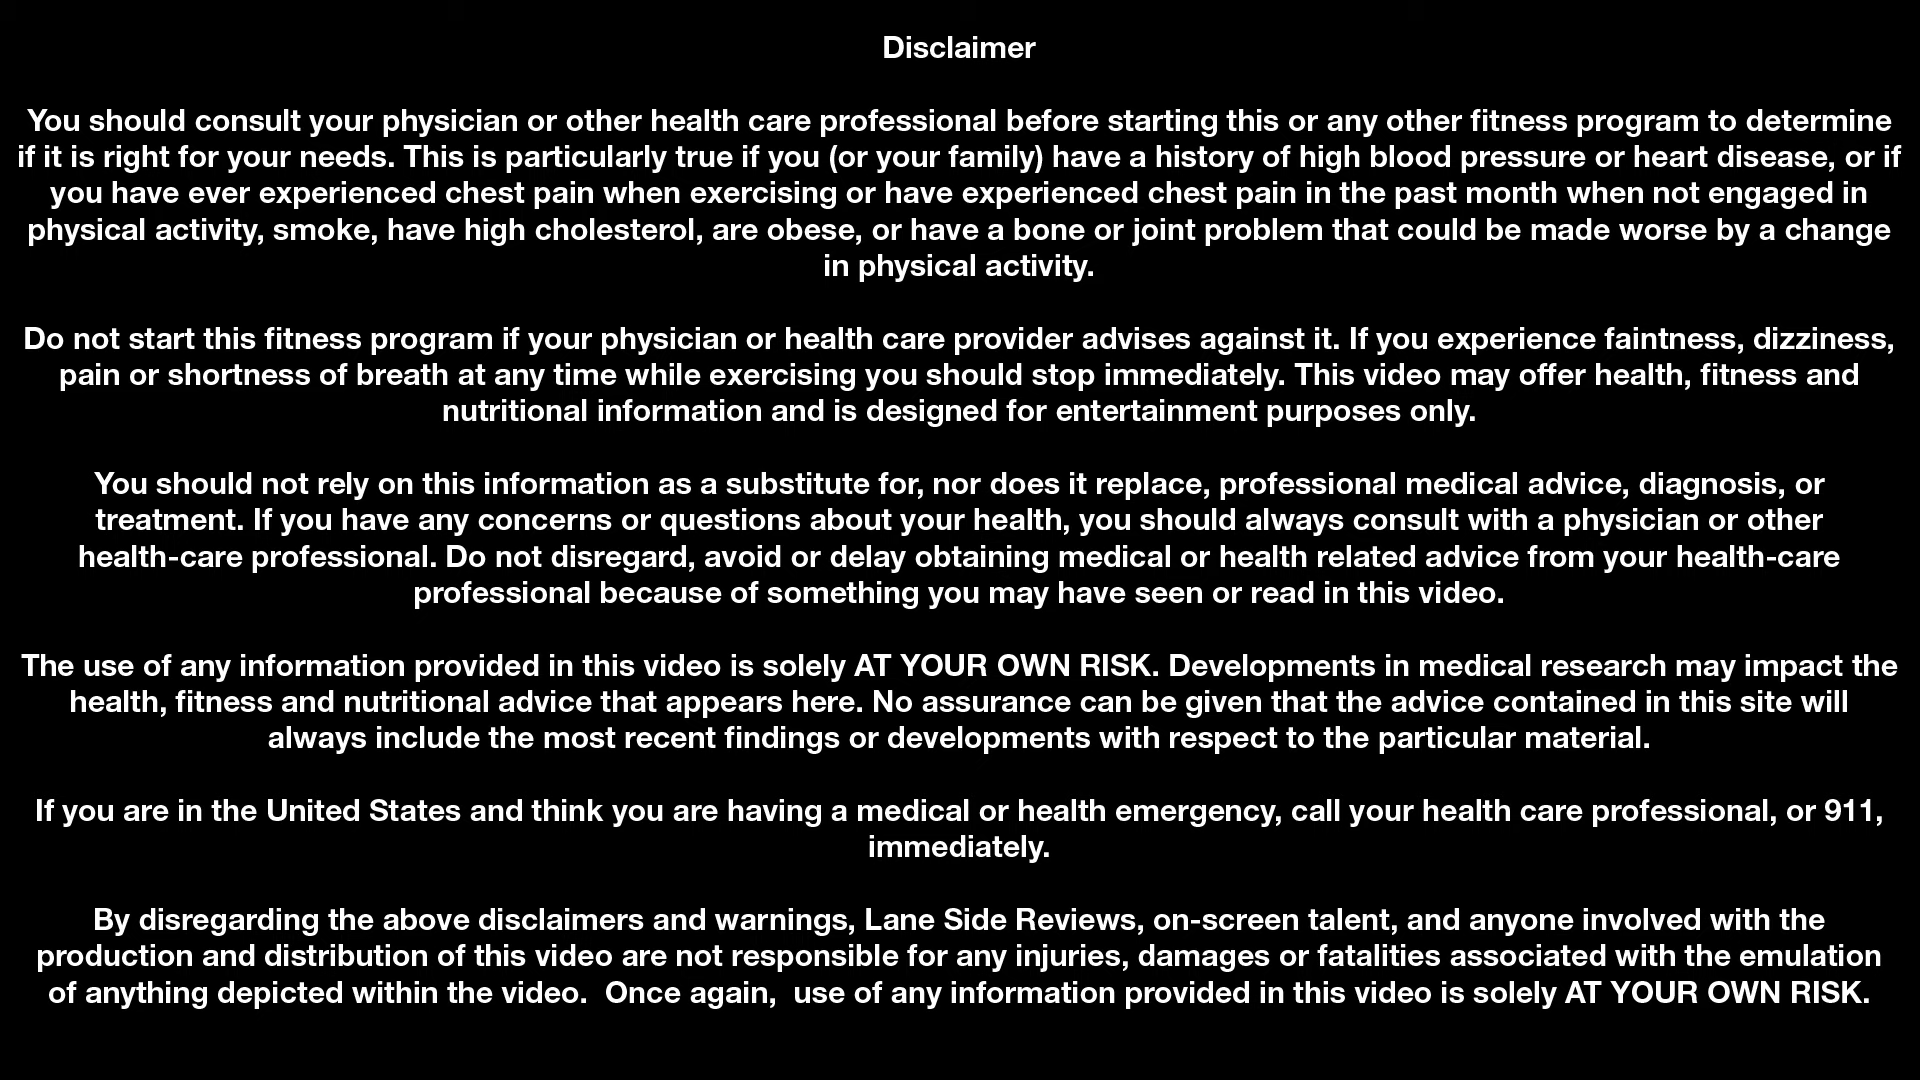 Disclaimer
You should consult your physician or other health care professional before starting this or any other fitness program to determine
if it is right for your needs. This is particularly true if you (or your family) have a history of high blood pressure or heart disease, or if
you have ever experienced chest pain when exercising or have experienced chest pain in the past month when not engaged in
physical activity, smoke, have high cholesterol, are obese, or have a bone or joint problem that could be made worse by a change
in physical activity.
Do not start this fitness program if your physician or health care provider advises against it. If you experience faintness, dizziness,
pain or shortness of breath at any time while exercising you should stop immediately. This video may offer health, fitness and
nutritional information and is designed for entertainment purposes only.
You should not rely on this information as a substitute for, nor does it replace, professional medical advice, diagnosis, or
treatment. If you have any concerns or questions about your health, you should always consult with a physician or other
health-care professional. Do not disregard, avoid or delay obtaining medical or health related advice from your health-care
professional because of something you may have seen or read in this video.
The use of any information provided in this video is solely AT YOUR OWN RISK. Developments in medical research may impact the
health, fitness and nutritional advice that appears here. No assurance can be given that the advice contained in this site will
always include the most recent findings or developments with respect to the particular material.
If you are in the United States and think you are having a medical or health emergency, call your health care professional, or 911,
immediately.
By disregarding the above disclaimers and warnings, Lane Side Reviews, on-screen talent, and anyone involved with the
production and distribution of this video are not responsible for any injuries, damages or fatalities associated with the emulation
of anything depicted within the video.  Once again,  use of any information provided in this video is solely AT YOUR OWN RISK.